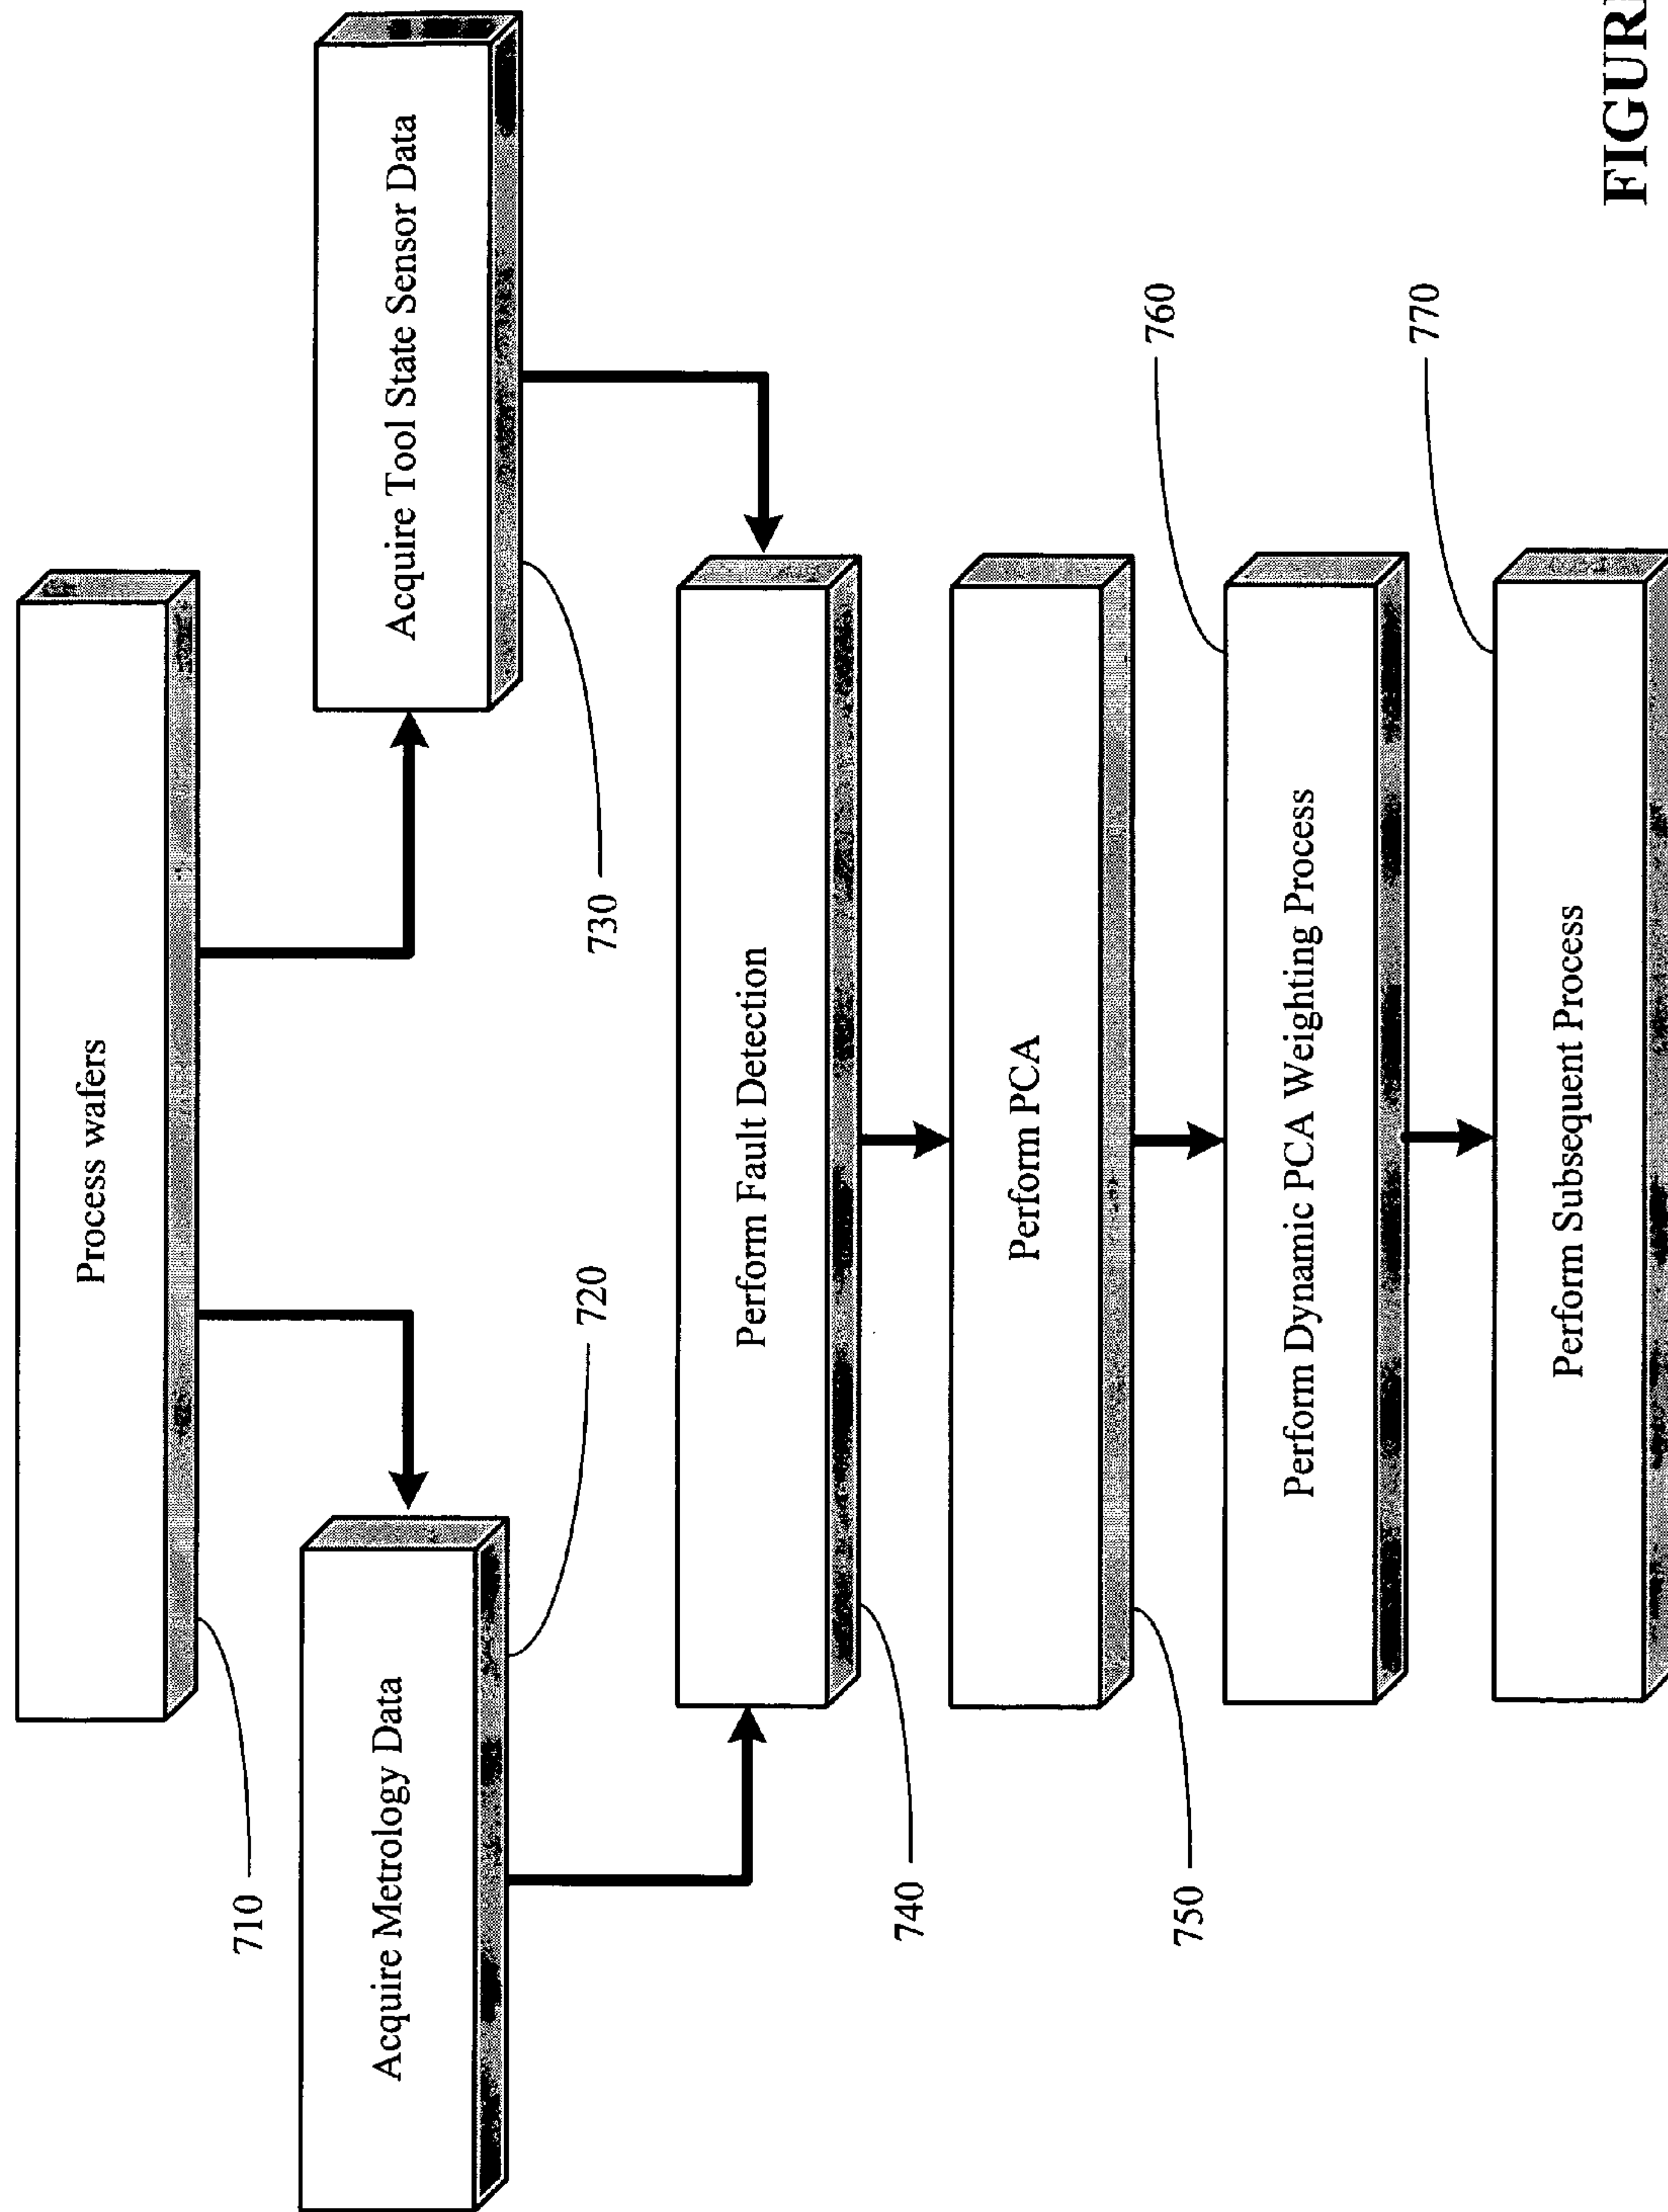 Process wafers
710
Acquire Metrology Data
720
Acquire Tool State Sensor Data
730
Perform Fault Detection
740
Perform PCA
750
Perform Dynamic PCA Weighting Process
760
Perform Subsequent Process
770